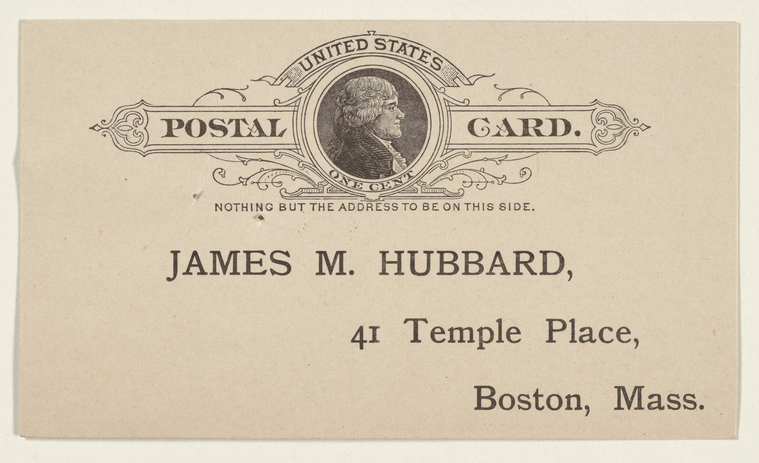 UNITED STATES
POSTAL CARD.
ONE CENT
NOTHING BUT THE ADDRESS TO BE ON THIS SIDE.
JAMES M. HUBBARD,
41 Temple Place,
Boston, Mass.